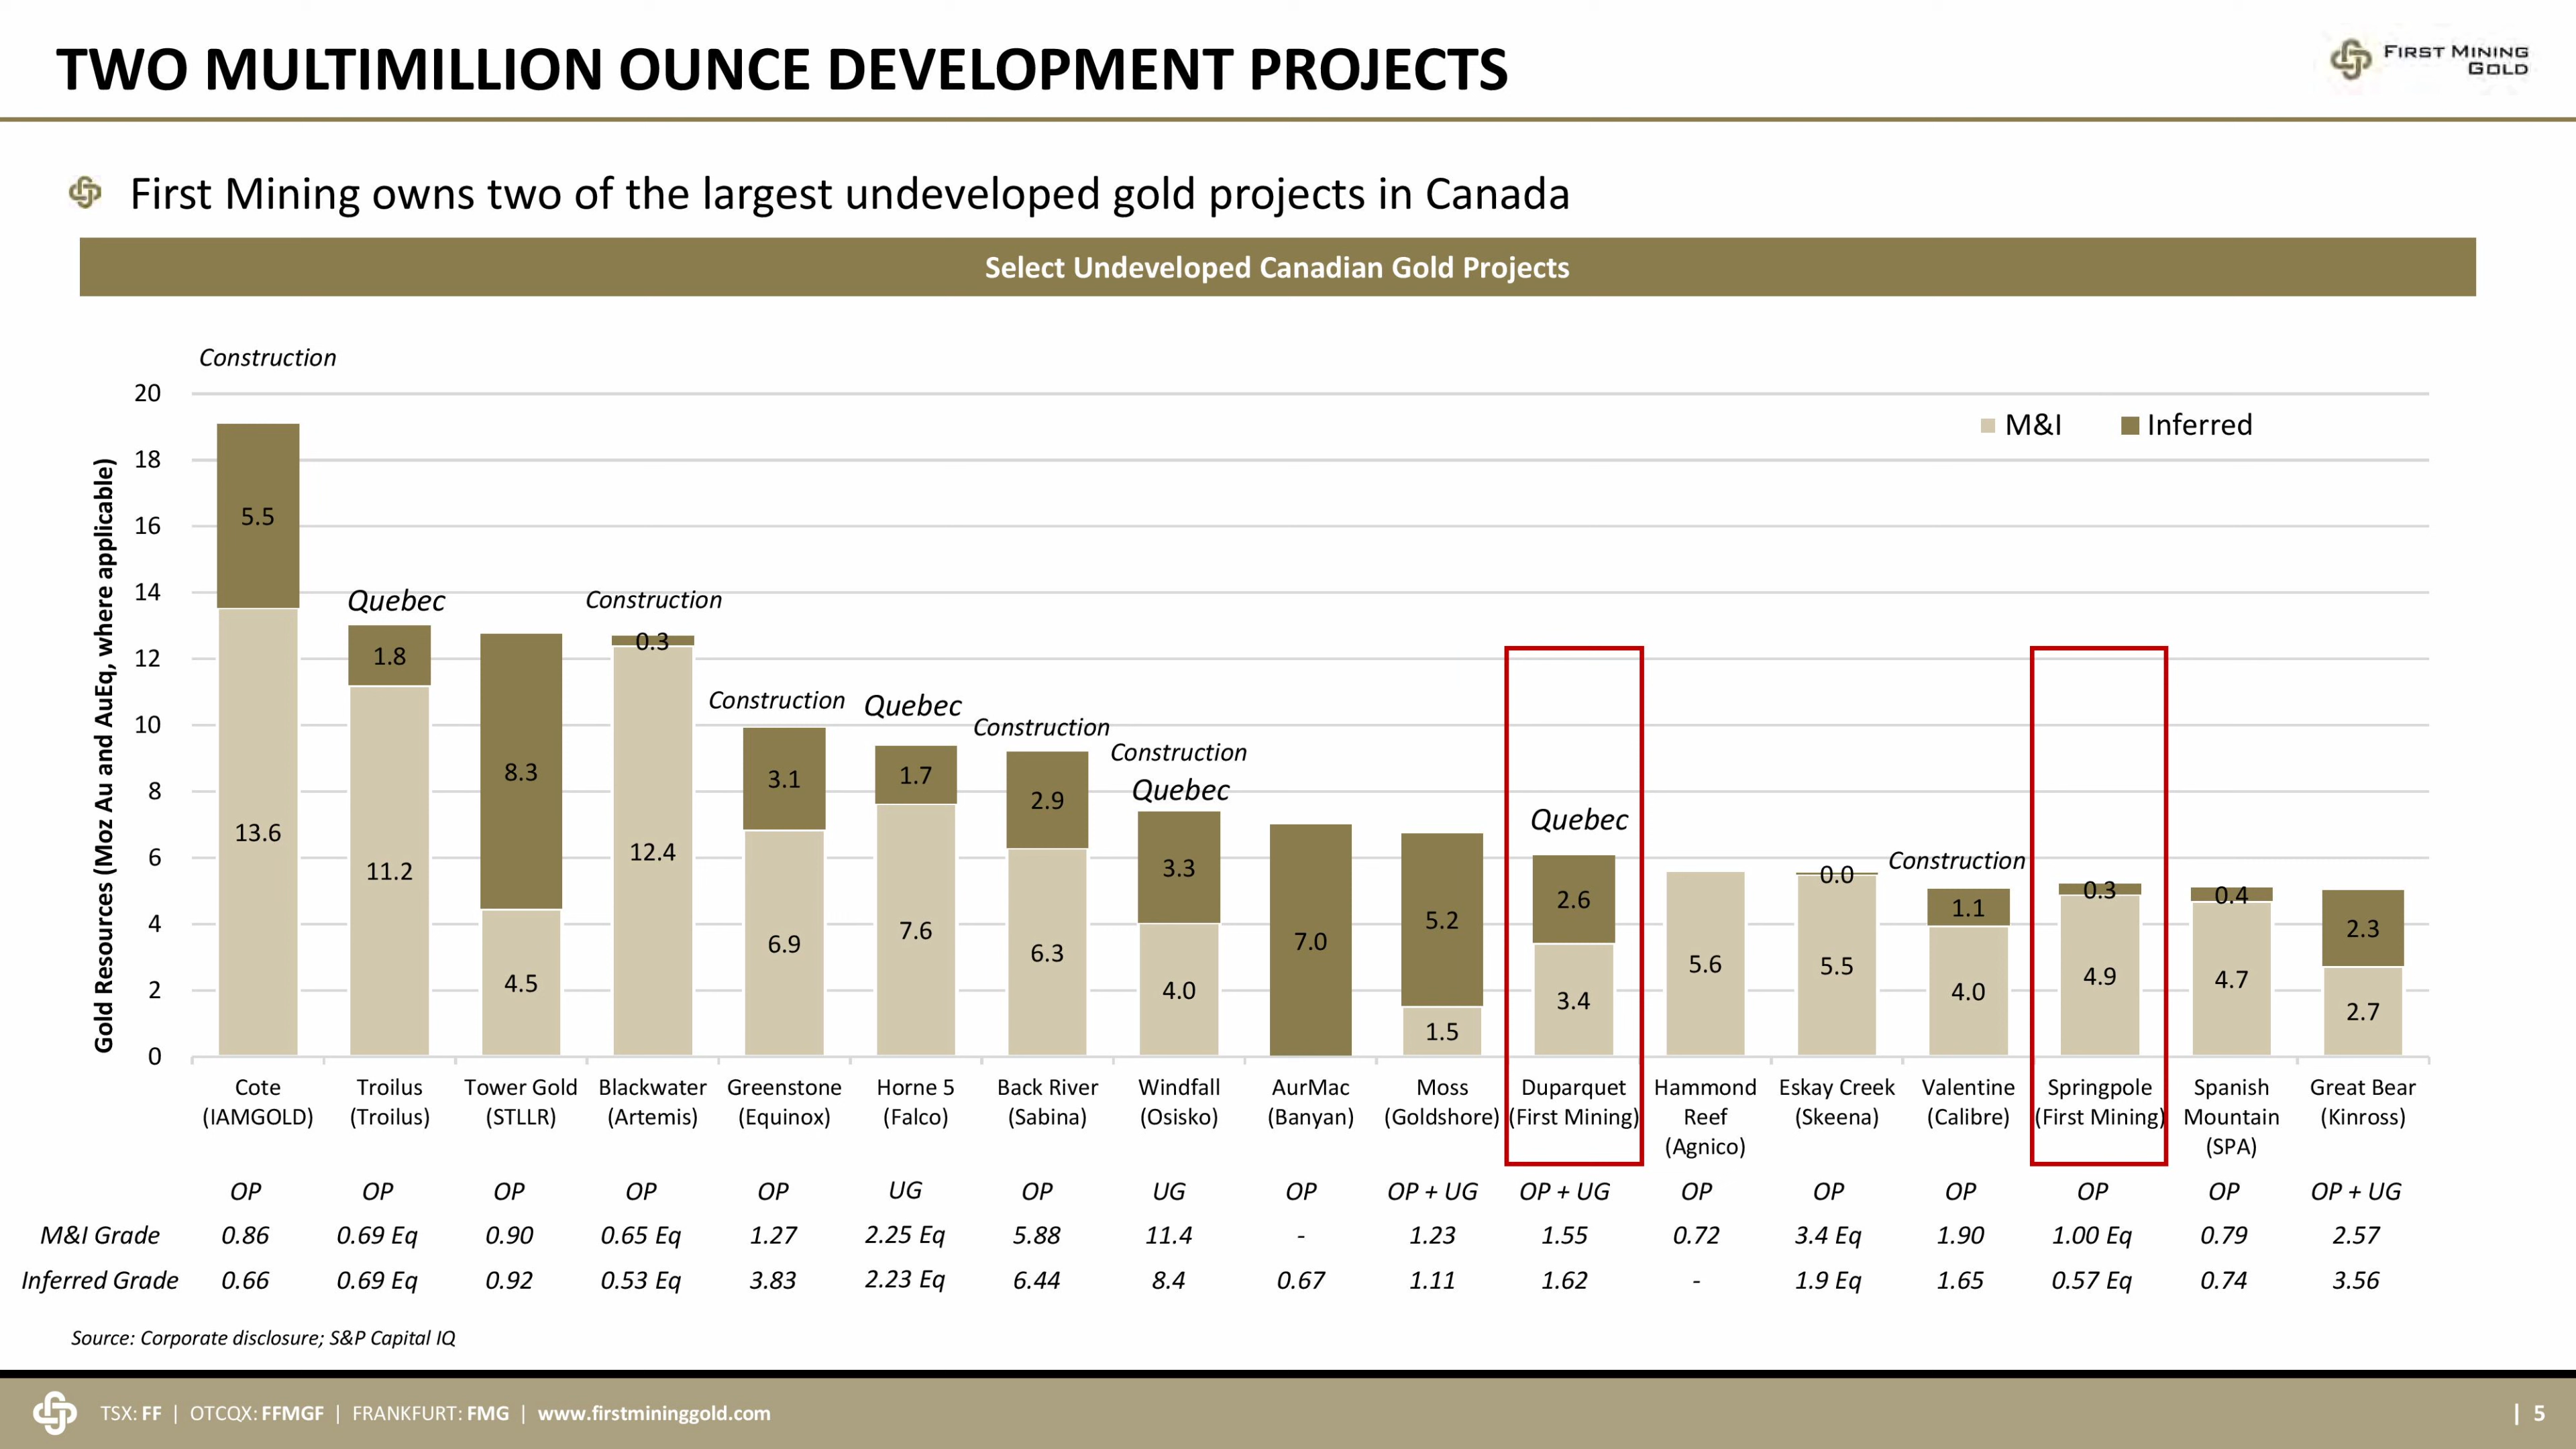 TWO MULTIMILLION OUNCE DEVELOPMENT PROJECTS
FIRST MINING
GOLD
First Mining owns two of the largest undeveloped gold projects in Canada
Select Undeveloped Canadian Gold Projects
Gold Resources (Moz Au and AuEq, where applicable)
20
18
16
14
12
10
8
6
4
2
0
M&I
Inferred
Construction
5.5
13.6
Quebec
1.8
11.2
8.3
4.5
Construction
0.3
12.4
Construction
3.1
6.9
Quebec
1.7
7.6
Construction
2.9
6.3
Construction
Quebec
3.3
4.0
7.0
5.2
1.5
Quebec
2.6
3.4
5.6
0.0
5.5
Construction
1.1
4.0
0.3
4.9
0.4
4.7
2.3
2.7
Cote
(IAMGOLD)
Troilus
(Troilus)
Tower Gold
(STLLR)
Blackwater
(Artemis)
Greenstone
(Equinox)
Horne 5
(Falco)
Back River
(Sabina)
Windfall
(Osisko)
AurMac
(Banyan)
Moss
(Goldshore)
Duparquet
(First Mining)
Hammond
Reef
(Agnico)
Eskay Creek
(Skeena)
Valentine
(Calibre)
Springpole
(First Mining)
Spanish
Mountain
(SPA)
Great Bear
(Kinross)
OP OP OP OP OP UG OP UG OP OP + UG OP + UG OP OP OP OP OP OP + UG
M&I Grade 0.86 0.69 Eq 0.90 0.65 Eq 1.27 2.25 Eq 5.88 11.4 - 1.23 1.55 0.72 3.4 Eq 1.90 1.00 Eq 0.79 2.57
Inferred Grade 0.66 0.69 Eq 0.92 0.53 Eq 3.83 2.23 Eq 6.44 8.4 0.67 1.11 1.62 - 1.9 Eq 1.65 0.57 Eq 0.74 3.56
Source: Corporate disclosure; S&P Capital IQ
TSX: FF | OTCQX: FFMGF | FRANKFURT: FMG | www.firstmininggold.com
| 5